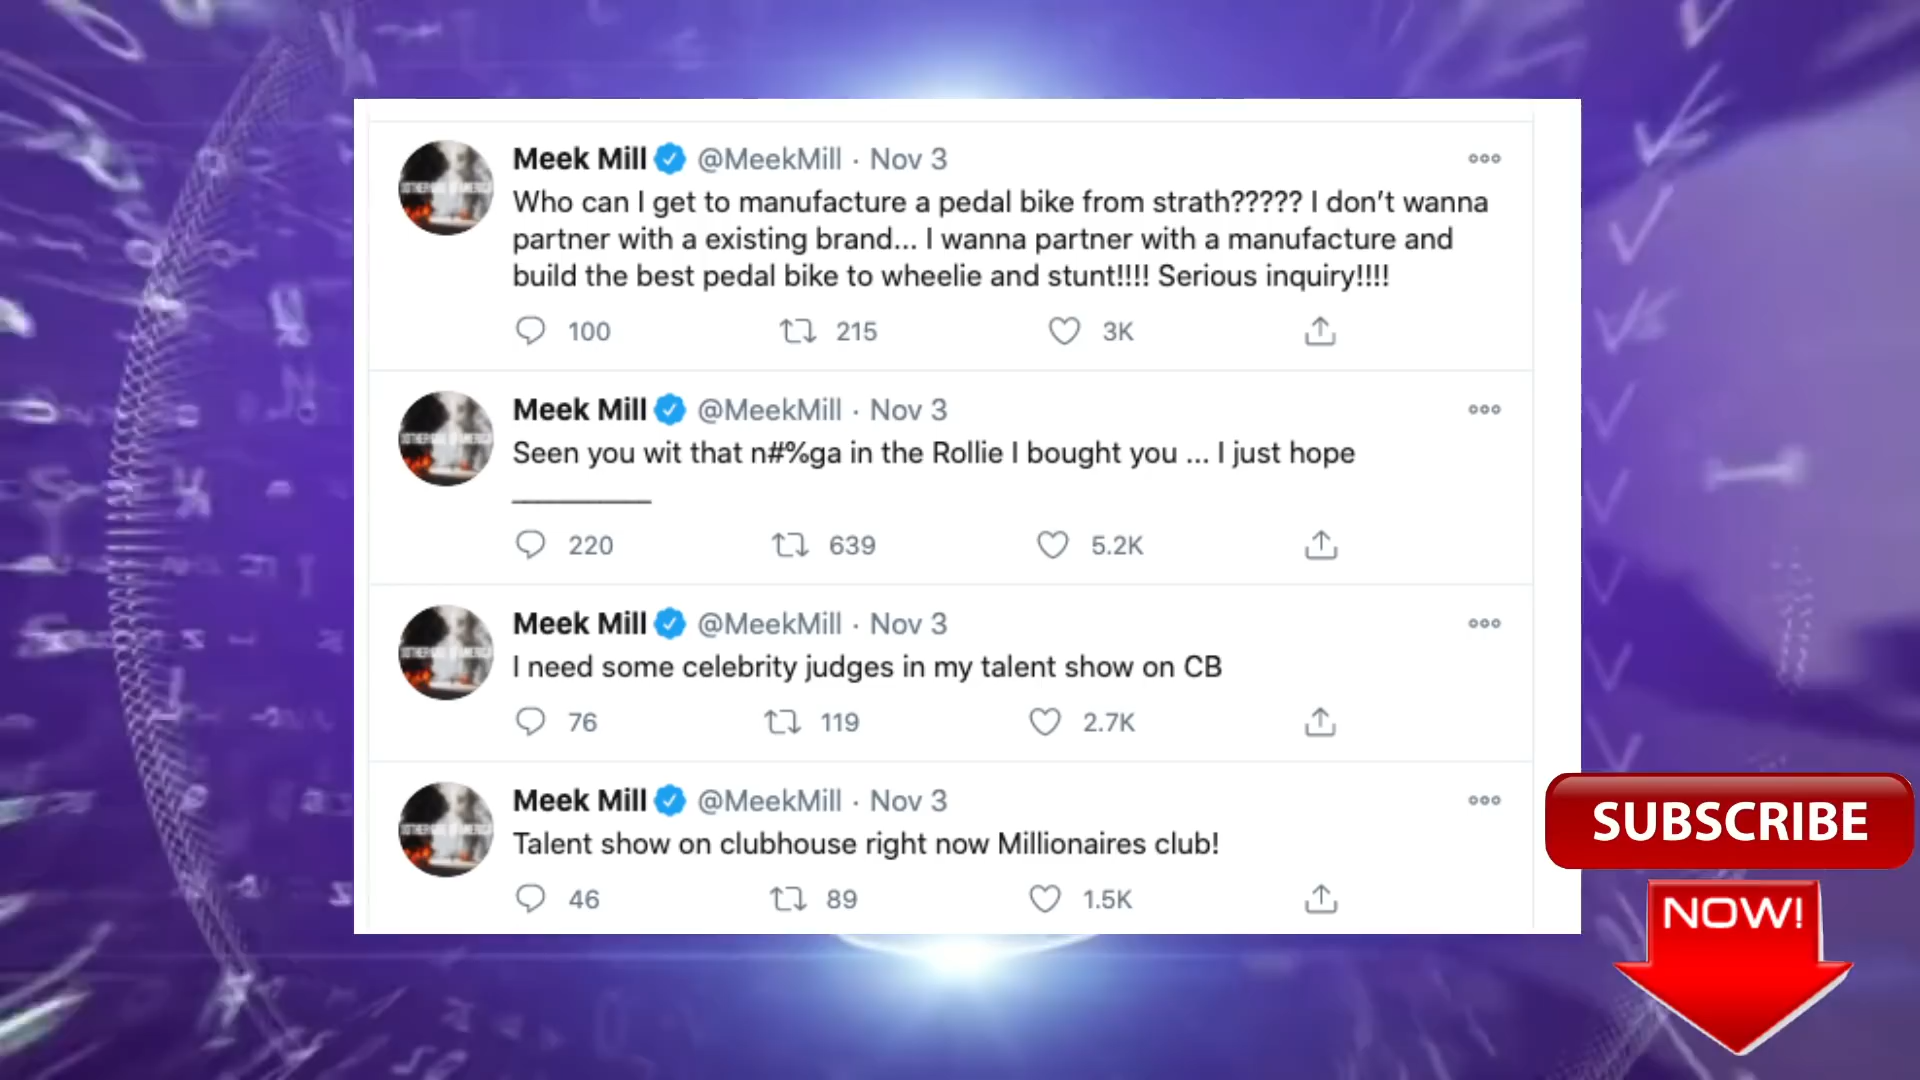 Meek Mill @MeekMill · Nov 3
Who can I get to manufacture a pedal bike from strath????? I don't wanna
partner with a existing brand... I wanna partner with a manufacture and
build the best pedal bike to wheelie and stunt!!!! Serious inquiry!!!!
100 215 3K
Meek Mill @MeekMill · Nov 3
Seen you wit that n#%ga in the Rollie I bought you ... I just hope
__________
220 639 5.2K
Meek Mill @MeekMill · Nov 3
I need some celebrity judges in my talent show on CB
76 119 2.7K
Meek Mill @MeekMill · Nov 3
Talent show on clubhouse right now Millionaires club!
46 89 1.5K
SUBSCRIBE
NOW!